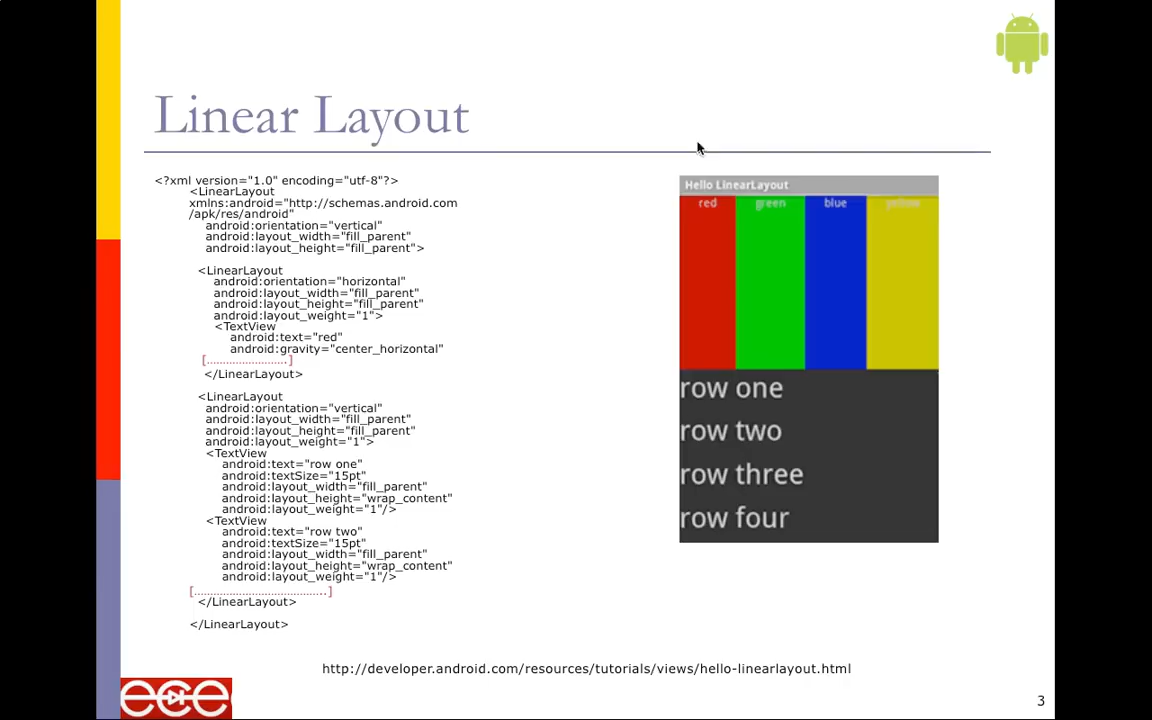 Linear Layout
<?xml version="1.0" encoding="utf-8"?>
<LinearLayout
xmlns:android="http://schemas.android.com
/apk/res/android"
android:orientation="vertical"
android:layout_width="fill_parent"
android:layout_height="fill_parent">
<LinearLayout
android:orientation="horizontal"
android:layout_width="fill_parent"
android:layout_height="fill_parent"
android:layout_weight="1">
<TextView
android:text="red"
android:gravity="center_horizontal"
[……………………..]
</LinearLayout>
<LinearLayout
android:orientation="vertical"
android:layout_width="fill_parent"
android:layout_height="fill_parent"
android:layout_weight="1">
<TextView
android:text="row one"
android:textSize="15pt"
android:layout_width="fill_parent"
android:layout_height="wrap_content"
android:layout_weight="1"/>
<TextView
android:text="row two"
android:textSize="15pt"
android:layout_width="fill_parent"
android:layout_height="wrap_content"
android:layout_weight="1"/>
[…………………………………..]
</LinearLayout>
</LinearLayout>
Hello LinearLayout
red green blue yellow
row one
row two
row three
row four
http://developer.android.com/resources/tutorials/views/hello-linearlayout.html
ece
3